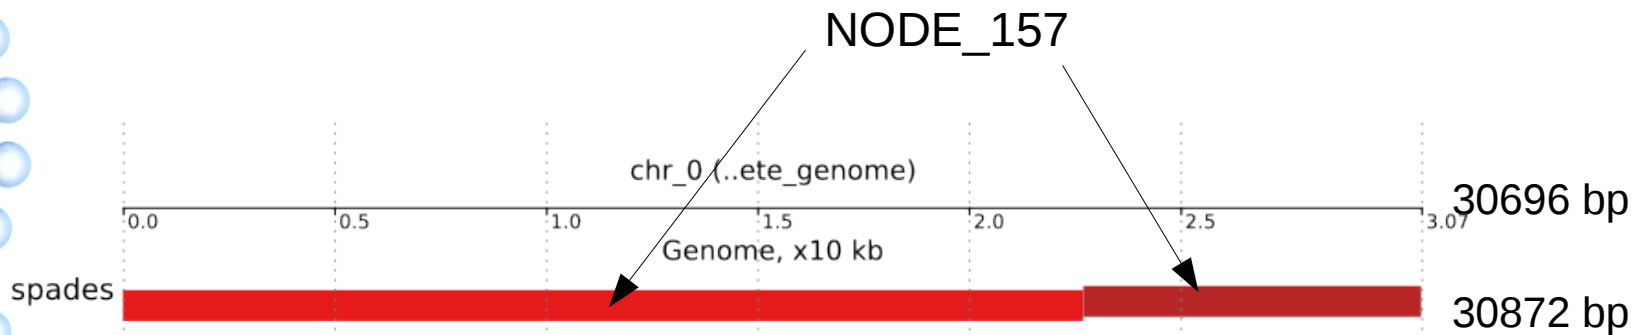 NODE_157
chr_0 (..ete_genome)
30696 bp
0.0 0.5 1.0 1.5 2.0 2.5 3.07
Genome, x10 kb
spades
30872 bp